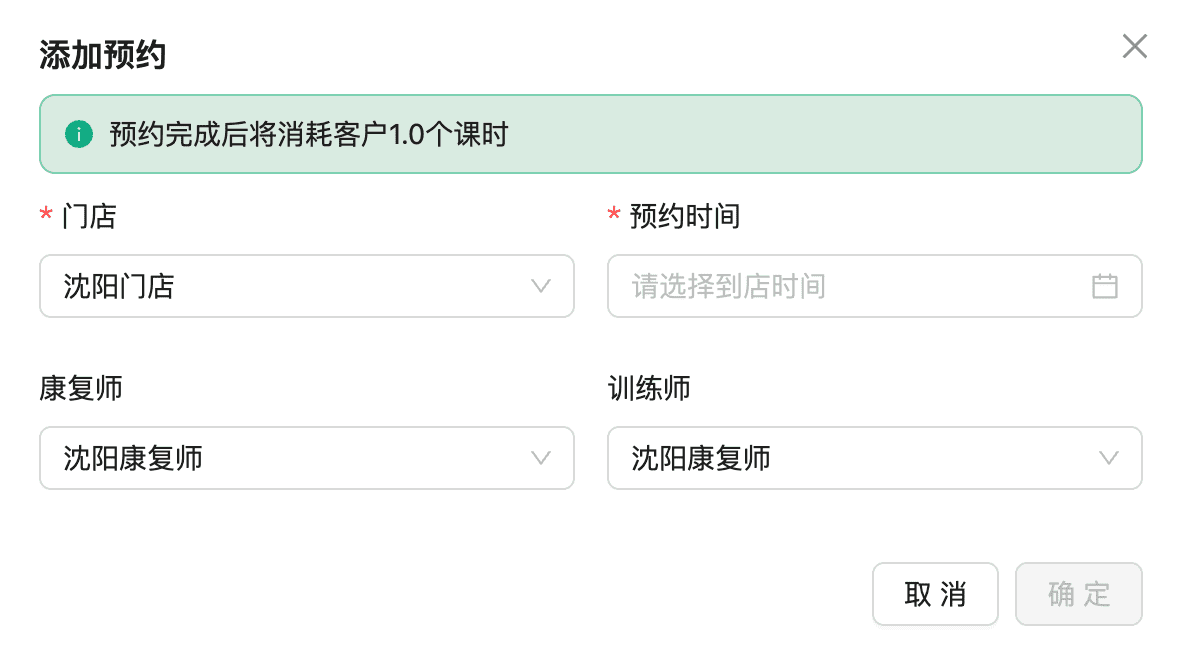 添加预约
预约完成后将消耗客户1.0个课时
* 门店
* 预约时间
沈阳门店
请选择到店时间
康复师
训练师
沈阳康复师
沈阳康复师
取 消
确 定